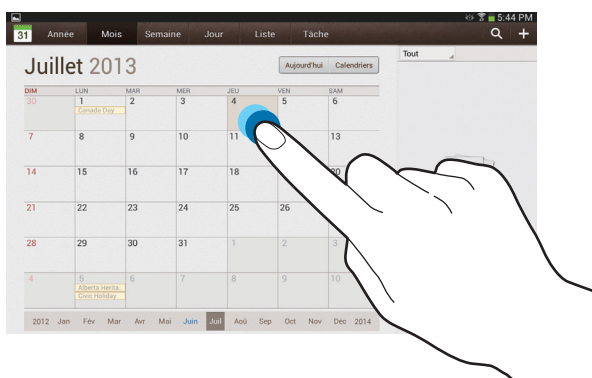 5:44 PM
31 Année Mois Semaine Jour Liste Tâche
Juillet 2013
Aujourd'hui Calendriers
Tout
DIM LUN MAR MER JEU VEN SAM
30 1 2 3 4 5 6
Canada Day
7 8 9 10 11 13
14 15 16 17 18 20
21 22 23 24 25 26
28 29 30 31 1 2 3
4 5 6 7 8 9 10
Alberta Herita..
Civic Holiday
2012 Jan Fév Mar Avr Mai Juin Juil Aoû Sep Oct Nov Déc 2014